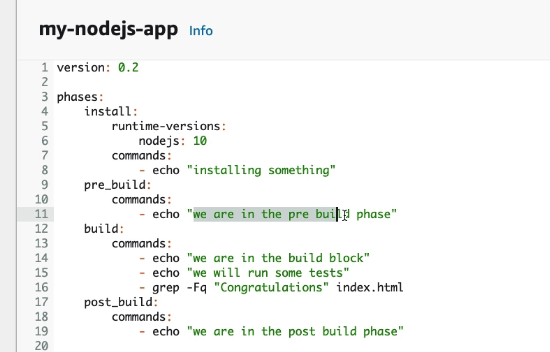 my-nodejs-app Info
1 version: 0.2
2
3 phases:
4 install:
5 runtime-versions:
6 nodejs: 10
7 commands:
8 - echo "installing something"
9 pre_build:
10 commands:
11 - echo "we are in the pre build phase"
12 build:
13 commands:
14 - echo "we are in the build block"
15 - echo "we will run some tests"
16 - grep -Fq "Congratulations" index.html
17 post_build:
18 commands:
19 - echo "we are in the post build phase"
20